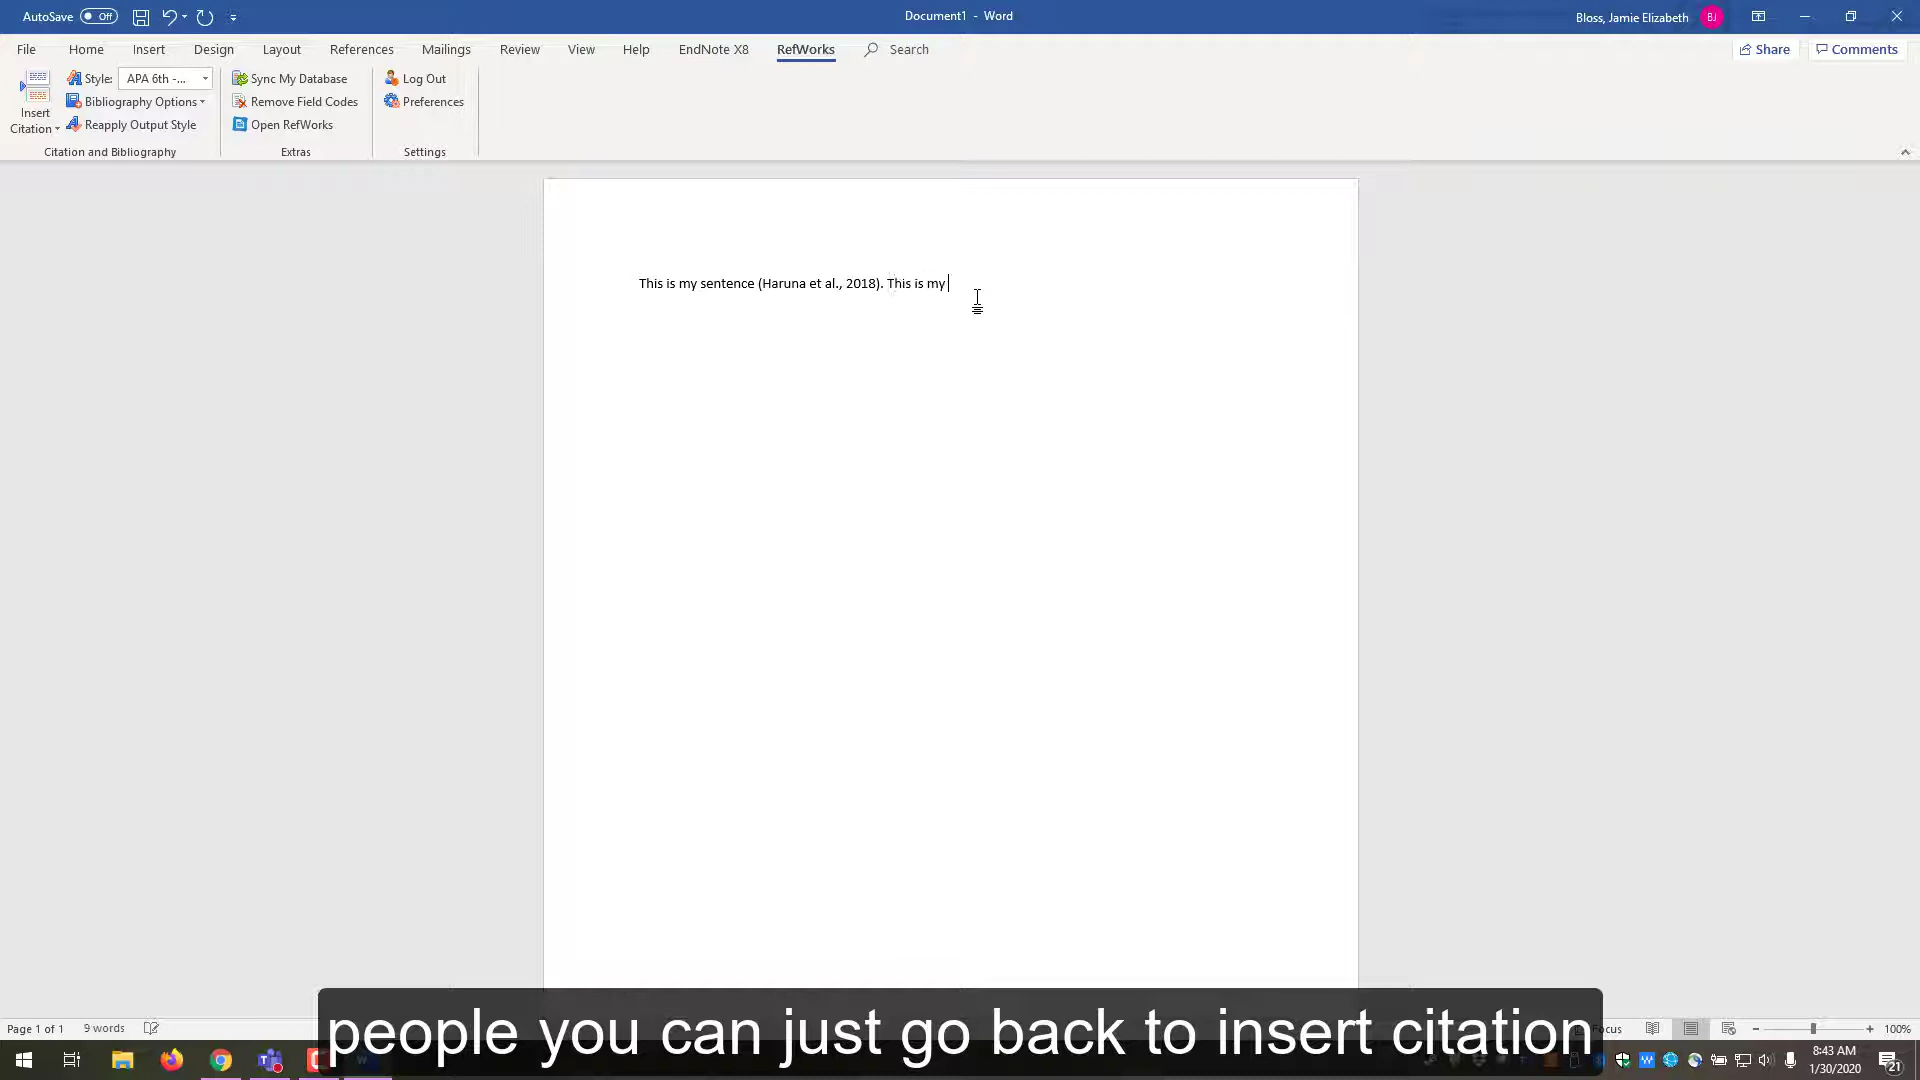 AutoSave Off
Document1 - Word
Bloss, Jamie Elizabeth BJ
File Home Insert Design Layout References Mailings Review View Help EndNote X8 RefWorks Search
Share Comments
Insert Citation
Style: APA 6th -...
Bibliography Options
Reapply Output Style
Citation and Bibliography
Sync My Database
Remove Field Codes
Open RefWorks
Extras
Log Out
Preferences
Settings
This is my sentence (Haruna et al., 2018). This is my
people you can just go back to insert citation
Page 1 of 1 9 words
100%
8:43 AM
1/30/2020
21